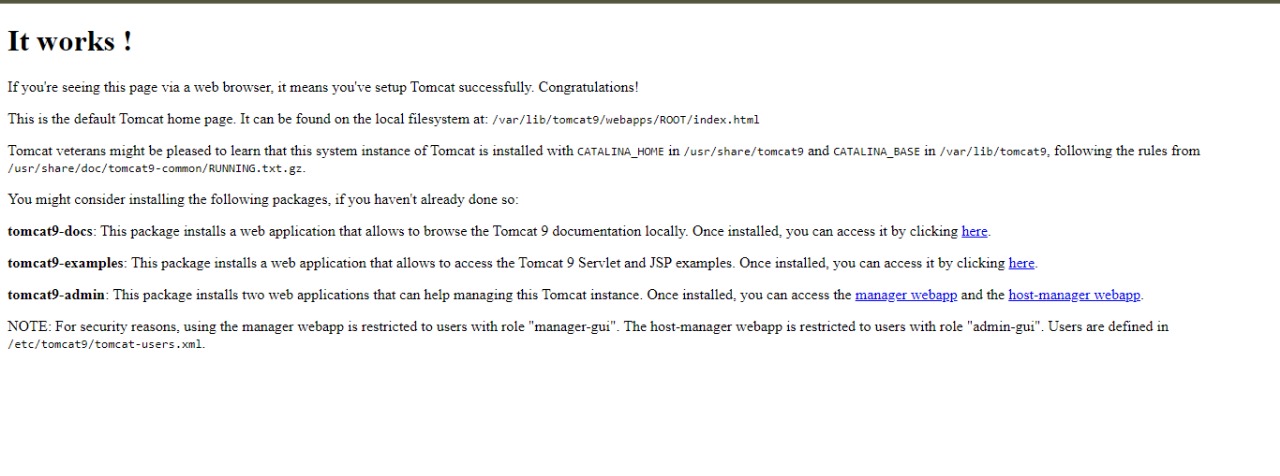 It works !
If you're seeing this page via a web browser, it means you've setup Tomcat successfully. Congratulations!
This is the default Tomcat home page. It can be found on the local filesystem at: /var/lib/tomcat9/webapps/ROOT/index.html
Tomcat veterans might be pleased to learn that this system instance of Tomcat is installed with CATALINA_HOME in /usr/share/tomcat9 and CATALINA_BASE in /var/lib/tomcat9, following the rules from
/usr/share/doc/tomcat9-common/RUNNING.txt.gz.
You might consider installing the following packages, if you haven't already done so:
tomcat9-docs: This package installs a web application that allows to browse the Tomcat 9 documentation locally. Once installed, you can access it by clicking here.
tomcat9-examples: This package installs a web application that allows to access the Tomcat 9 Servlet and JSP examples. Once installed, you can access it by clicking here.
tomcat9-admin: This package installs two web applications that can help managing this Tomcat instance. Once installed, you can access the manager webapp and the host-manager webapp.
NOTE: For security reasons, using the manager webapp is restricted to users with role "manager-gui". The host-manager webapp is restricted to users with role "admin-gui". Users are defined in
/etc/tomcat9/tomcat-users.xml.